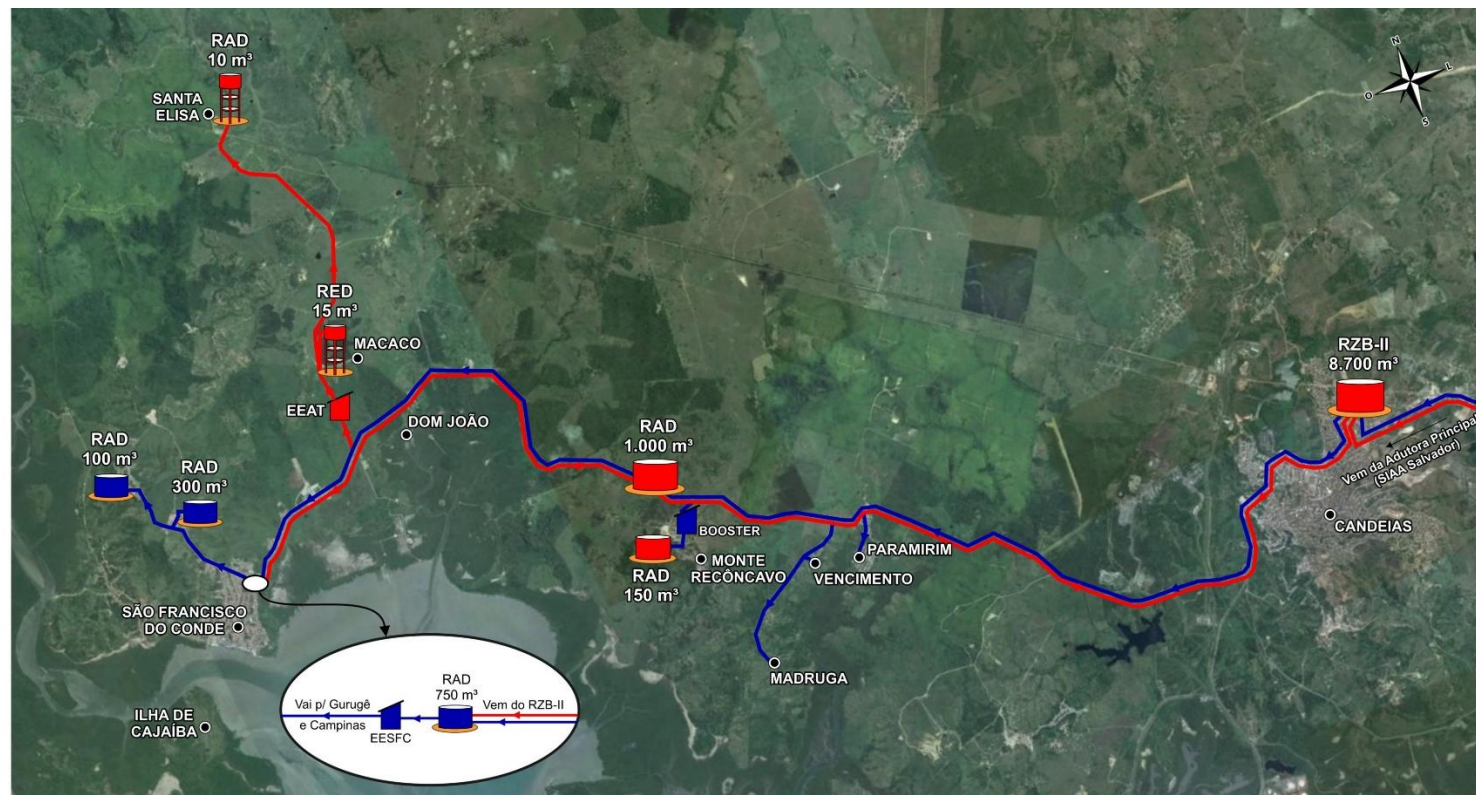 RAD
10 m³
SANTA
ELISA
N
L
O
S
RED
15 m³
MACACO
EEAT
DOM JOÃO
RAD
100 m³
RAD
300 m³
RAD
1.000 m³
BOOSTER
RAD
150 m³
MONTE
RECÔNCAVO
VENCIMENTO
PARAMIRIM
MADRUGA
RZB-II
8.700 m³
Vem da Adutora Principal
(SIAA Salvador)
CANDEIAS
SÃO FRANCISCO
DO CONDE
ILHA DE
CAJAÍBA
RAD
750 m³
Vai p/ Gurugê
e Campinas
EESFC
Vem do RZB-II